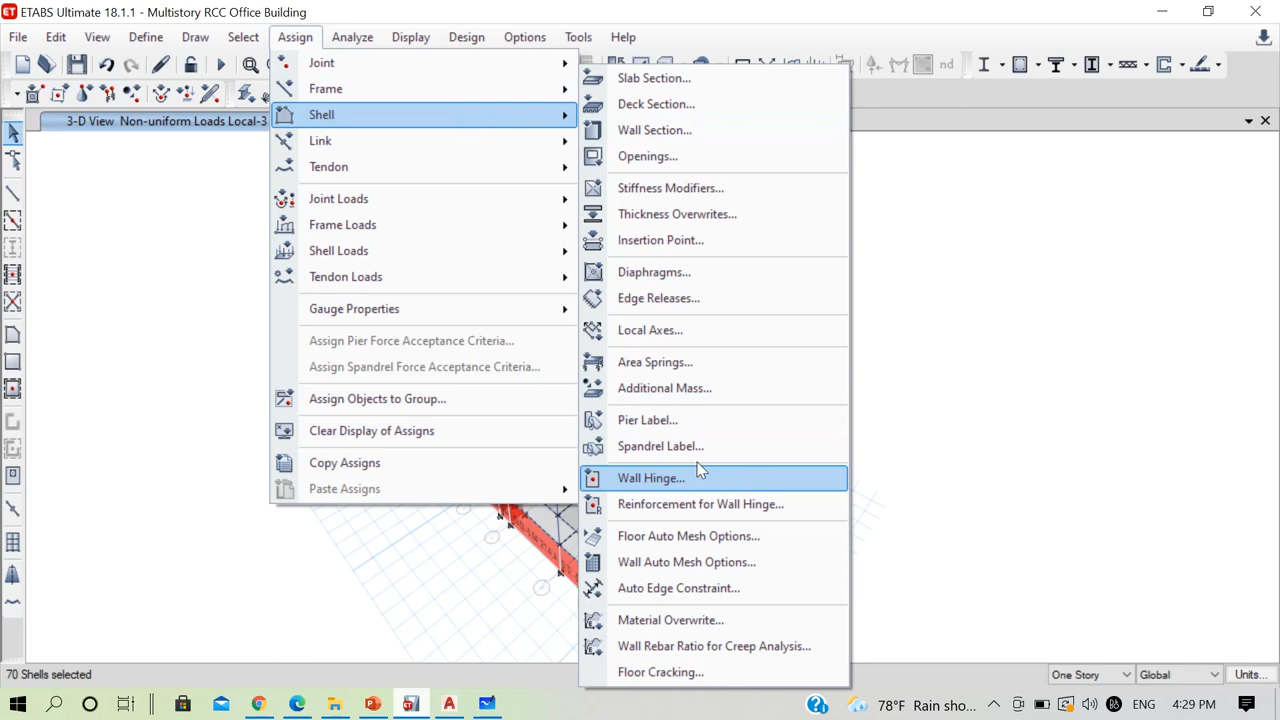 ETABS Ultimate 18.1.1 - Multistory RCC Office Building
File Edit View Define Draw Select Assign Analyze Display Design Options Tools Help
nd
3-D View Non-uniform Loads Local-3
Joint
Frame
Shell
Link
Tendon
Joint Loads
Frame Loads
Shell Loads
Tendon Loads
Gauge Properties
Assign Pier Force Acceptance Criteria...
Assign Spandrel Force Acceptance Criteria...
Assign Objects to Group...
Clear Display of Assigns
Copy Assigns
Paste Assigns
Slab Section...
Deck Section...
Wall Section...
Openings...
Stiffness Modifiers...
Thickness Overwrites...
Insertion Point...
Diaphragms...
Edge Releases...
Local Axes...
Area Springs...
Additional Mass...
Pier Label...
Spandrel Label...
Wall Hinge...
Reinforcement for Wall Hinge...
Floor Auto Mesh Options...
Wall Auto Mesh Options...
Auto Edge Constraint...
Material Overwrite...
Wall Rebar Ratio for Creep Analysis...
Floor Cracking...
70 Shells selected
One Story Global Units...
78°F Rain sho... ENG 4:29 PM